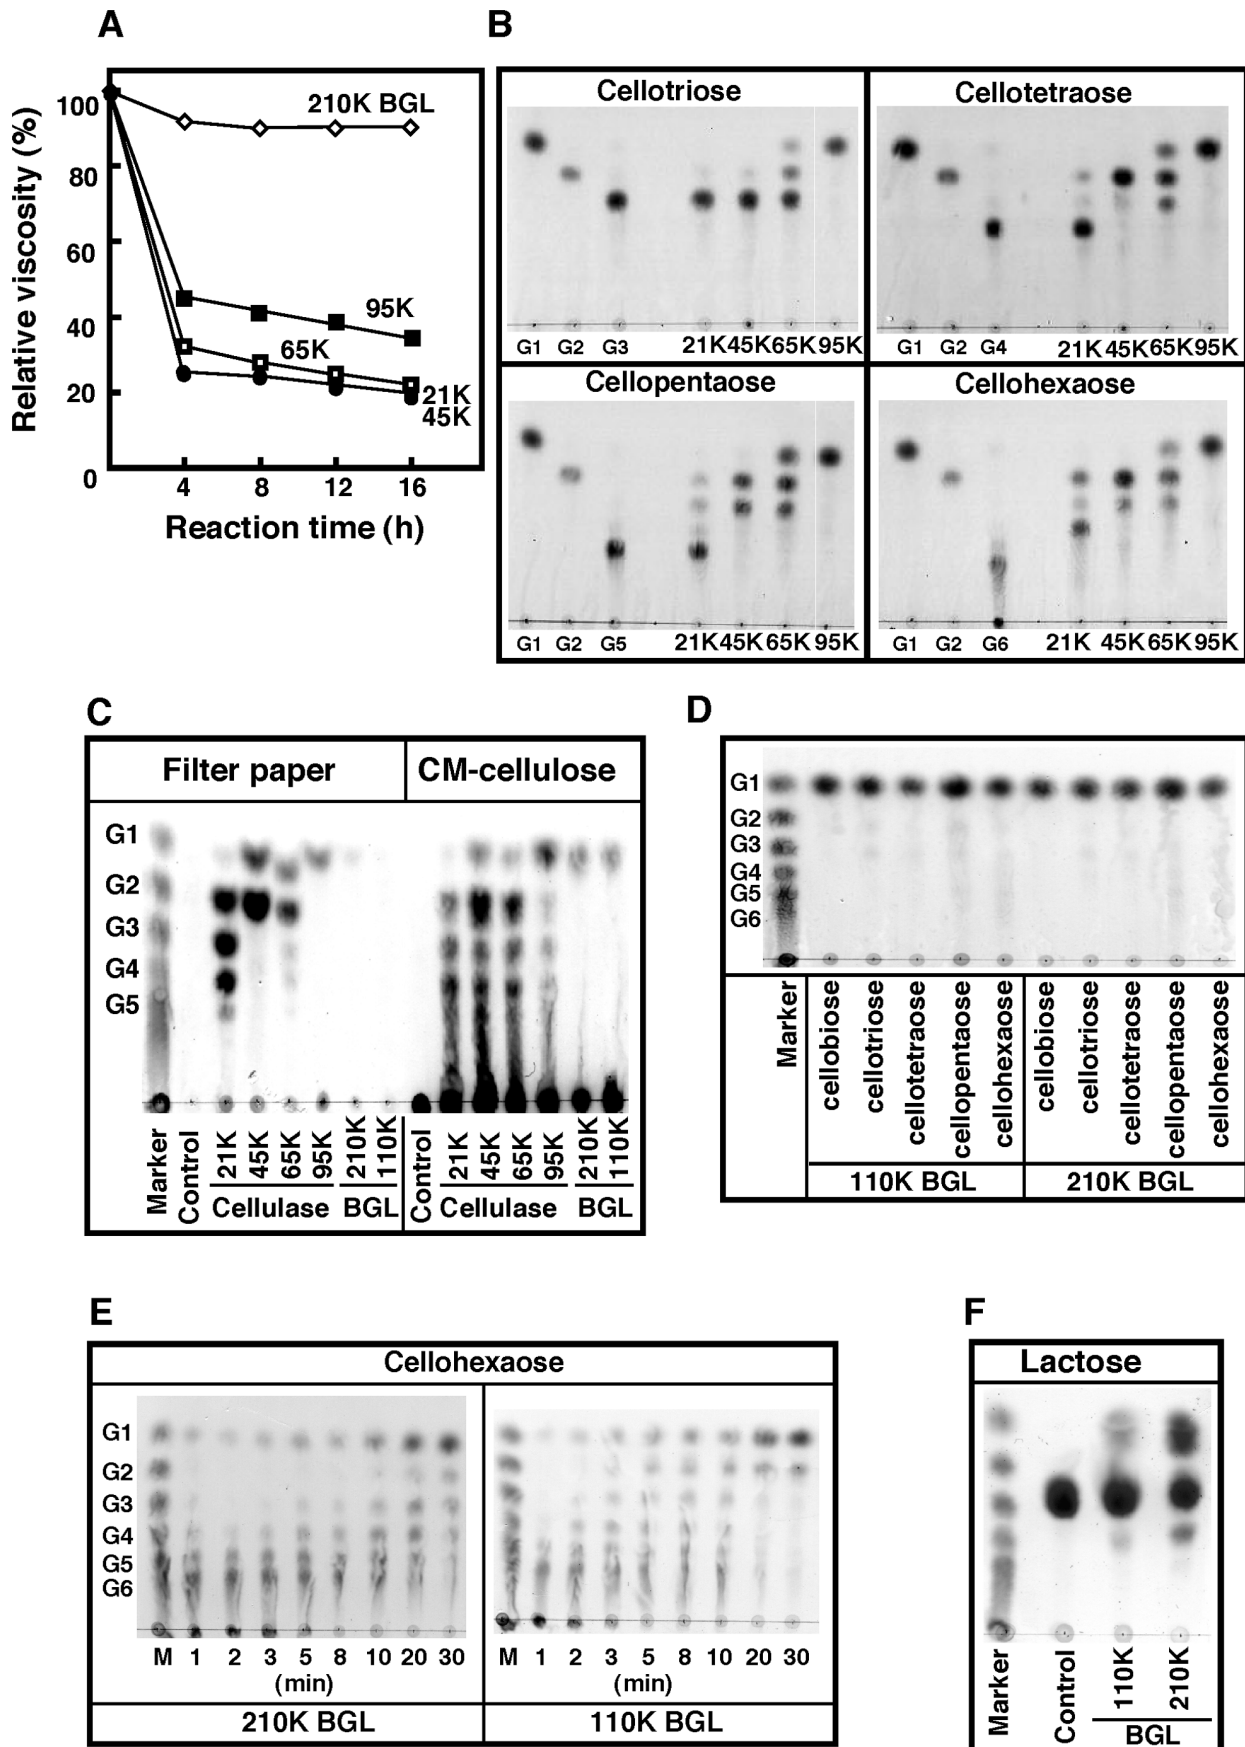 A
Relative viscosity (%)
100
80
60
40
20
0
210K BGL
95K
65K
21K
45K
4 8 12 16
Reaction time (h)
B
Cellotriose
G1 G2 G3 21K 45K 65K 95K
Cellotetraose
G1 G2 G4 21K 45K 65K 95K
Cellopentaose
G1 G2 G5 21K 45K 65K 95K
Cellohexaose
G1 G2 G6 21K 45K 65K 95K
C
Filter paper CM-cellulose
G1
G2
G3
G4
G5
Marker Control 21K 45K 65K 95K 210K 110K Control 21K 45K 65K 95K 210K 110K
Cellulase BGL Cellulase BGL
D
G1
G2
G3
G4
G5
G6
Marker cellobiose cellotriose cellotetraose cellopentaose cellohexaose cellobiose cellotriose cellotetraose cellopentaose cellohexaose
110K BGL 210K BGL
E
Cellohexaose
G1
G2
G3
G4
G5
G6
M 1 2 3 5 8 10 20 30 M 1 2 3 5 8 10 20 30
(min) (min)
210K BGL 110K BGL
F
Lactose
Marker Control 110K 210K
BGL